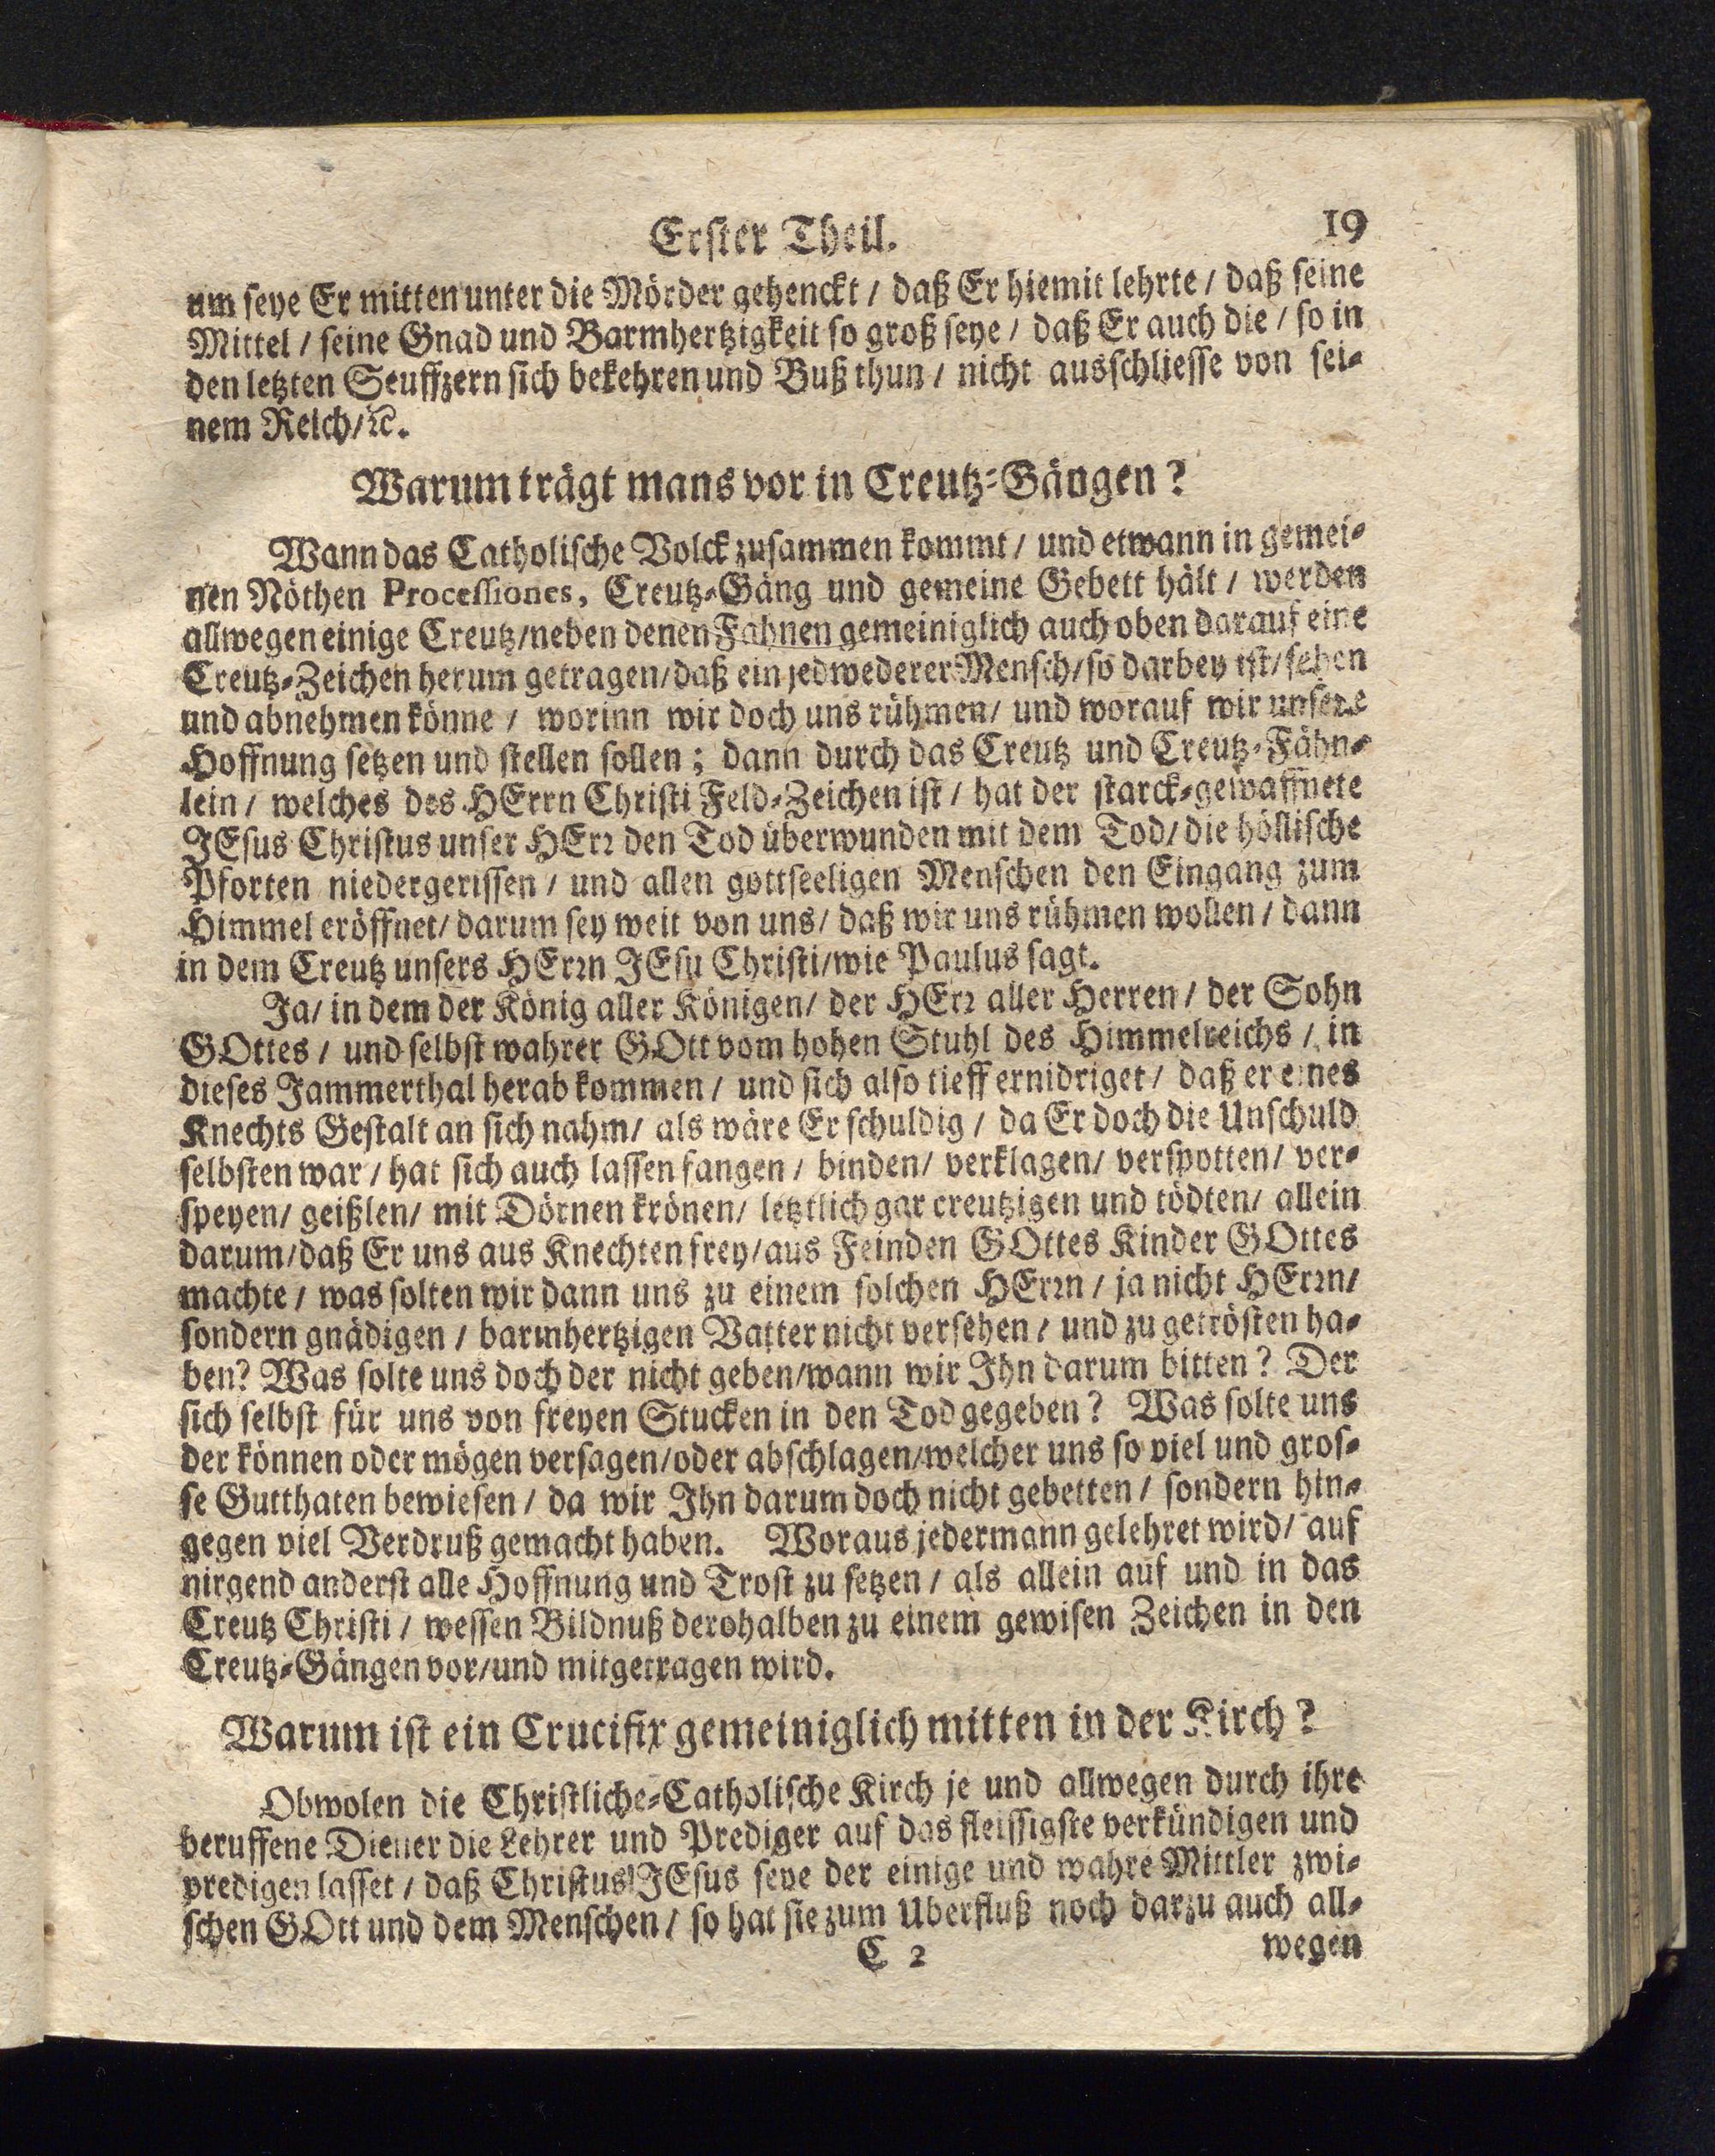 Erster Theil. 19
um seye Er mitten unter die Mörder gehenckt / daß Er hiemit lehrte / daß seine
Mittel / seine Gnad und Barmhertzigkeit so groß seye / daß Er auch die / so in
den letzten Seuffzern sich bekehren und Buß thun / nicht ausschliesse von sei-
nem Reich/ ꝛc.
Warum trägt mans vor in Creutz-Gängen?
Wann das Catholische Volck zusammen kommt / und etwann in gemei-
nen Nöthen Processiones, Creutz-Gäng und gemeine Gebett hält / werden
allwegen einige Creutz/neben denen Fahnen gemeiniglich auch oben darauf eine
Creutz-Zeichen herum getragen/daß ein jedwederer Mensch/so darbey ist/sehen
und abnehmen könne / worinn wir doch uns rühmen/ und worauf wir unsere
Hoffnung setzen und stellen sollen; dann durch das Creutz und Creutz-Fähn-
lein / welches des HErrn Christi Feld-Zeichen ist / hat der starck-gewaffnete
JEsus Christus unser HErꝛ den Tod überwunden mit dem Tod/ die höllische
Pforten niedergerissen / und allen gottseeligen Menschen den Eingang zum
Himmel eröffnet/ darum sey weit von uns/ daß wir uns rühmen wollen / dann
in dem Creutz unsers HErꝛn JEsu Christi/wie Paulus sagt.
Ja/ in dem der König aller Königen/ der HErꝛ aller Herren / der Sohn
GOttes / und selbst wahrer GOtt vom hohen Stuhl des Himmelreichs / in
dieses Jammerthal herab kommen / und sich also tieff ernidriget / daß er eines
Knechts Gestalt an sich nahm/ als wäre Er schuldig / da Er doch die Unschuld
selbsten war / hat sich auch lassen fangen / binden/ verklagen/ verspotten/ ver-
speyen/ geißlen/ mit Dörnen krönen/ letztlich gar creutzigen und tödten/ allein
darum/daß Er uns aus Knechten frey/aus Feinden GOttes Kinder GOttes
machte / was solten wir dann uns zu einem solchen HErꝛn / ja nicht HErꝛn/
sondern gnädigen / barmhertzigen Vatter nicht versehen / und zu getrösten ha-
ben? Was solte uns doch der nicht geben/wann wir Ihn darum bitten? Der
sich selbst für uns von freyen Stucken in den Tod gegeben? Was solte uns
der können oder mögen versagen/oder abschlagen/welcher uns so viel und gros-
se Gutthaten bewiesen / da wir Ihn darum doch nicht gebetten / sondern hin-
gegen viel Verdruß gemacht haben. Woraus jedermann gelehret wird/ auf
nirgend anderst alle Hoffnung und Trost zu setzen / als allein auf und in das
Creutz Christi / wessen Bildnuß derohalben zu einem gewisen Zeichen in den
Creutz-Gängen vor/und mitgetragen wird.
Warum ist ein Crucifix gemeiniglich mitten in der Kirch?
Obwolen die Christliche-Catholische Kirch je und allwegen durch ihre
beruffene Diener die Lehrer und Prediger auf das fleissigste verkündigen und
predigen lasset / daß Christus JEsus seye der einige und wahre Mittler zwi-
schen GOtt und dem Menschen / so hat sie zum Uberfluß noch darzu auch all-
C 2 wegen